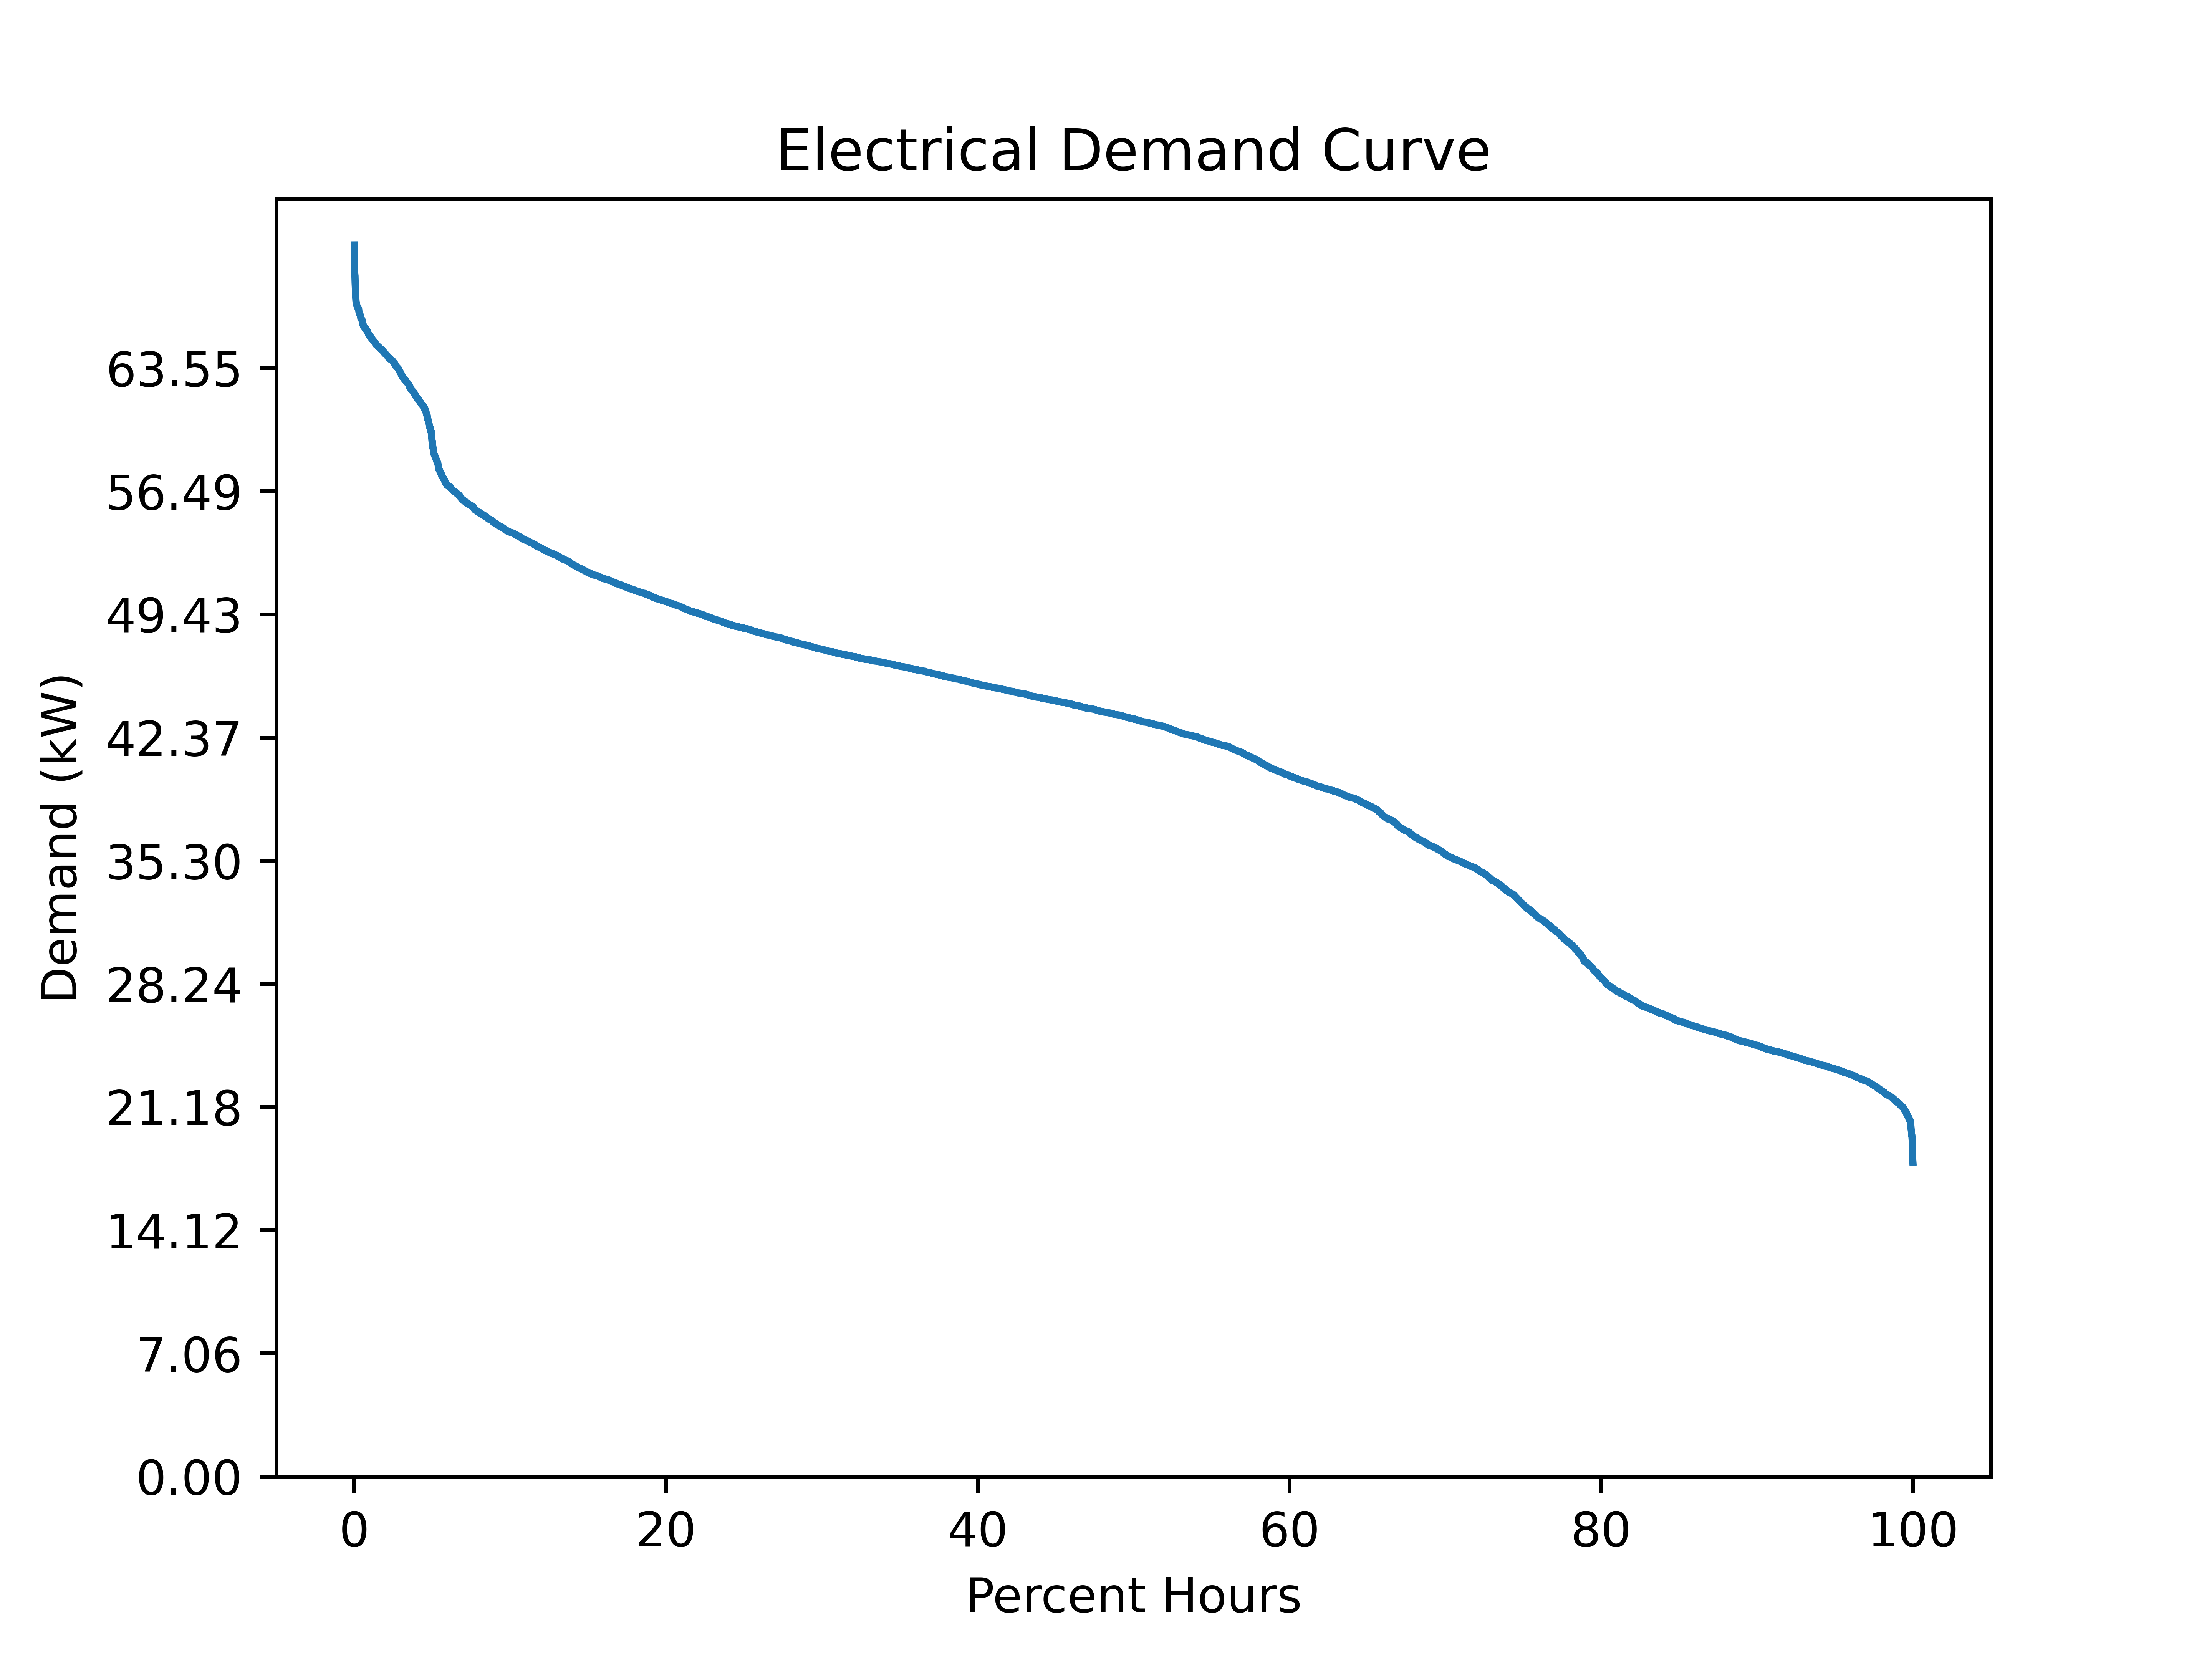 Electrical Demand Curve
Demand (kW)
63.55
56.49
49.43
42.37
35.30
28.24
21.18
14.12
7.06
0.00
0 20 40 60 80 100
Percent Hours